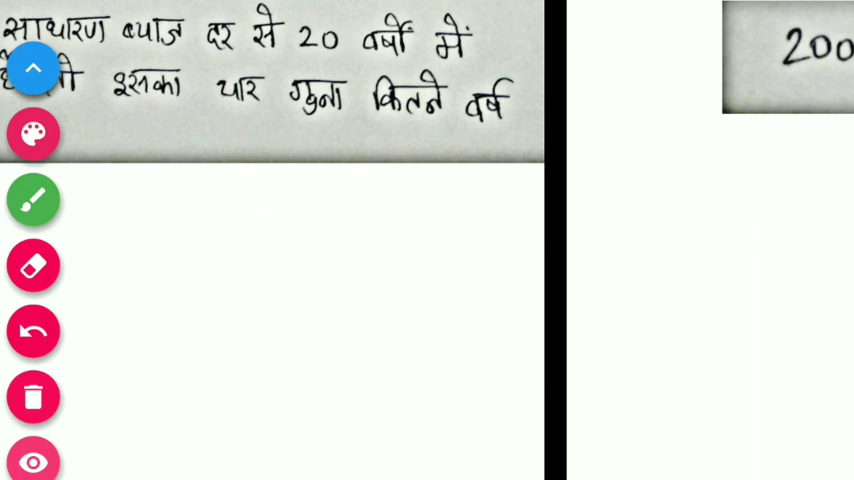 साधारण ब्याज दर से 20 वर्षों में
इसका चार गुना कितने वर्ष
200